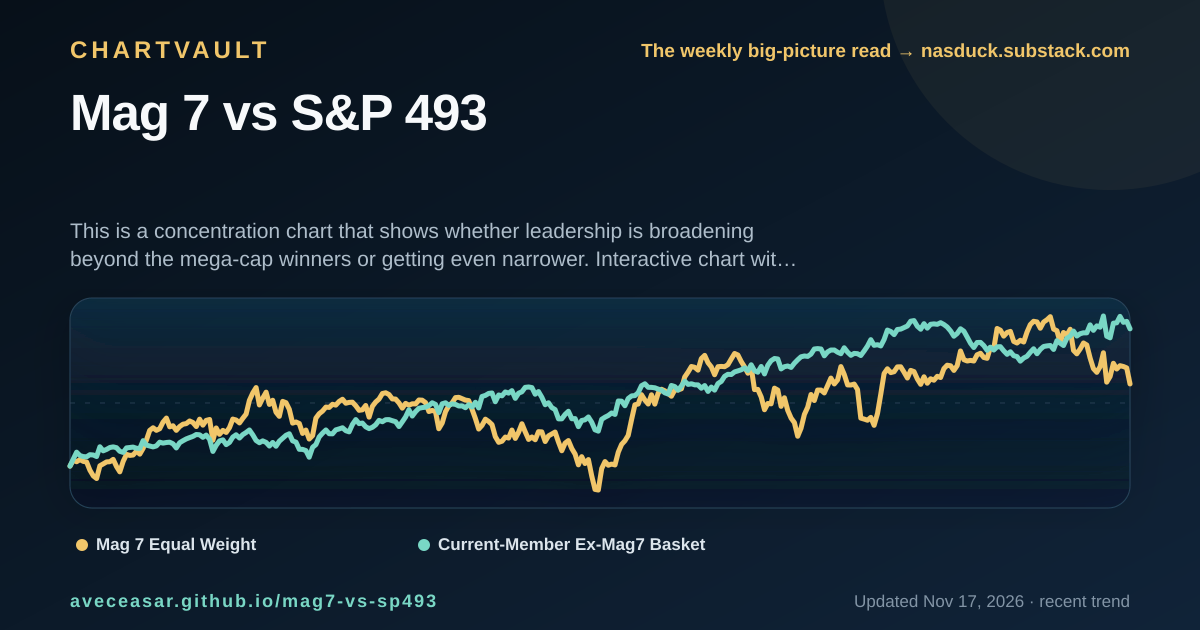 CHARTVAULT
The weekly big-picture read → nasduck.substack.com
Mag 7 vs S&P 493
This is a concentration chart that shows whether leadership is broadening
beyond the mega-cap winners or getting even narrower. Interactive chart wit…
Mag 7 Equal Weight
Current-Member Ex-Mag7 Basket
aveceasar.github.io/mag7-vs-sp493
Updated Nov 17, 2026 · recent trend